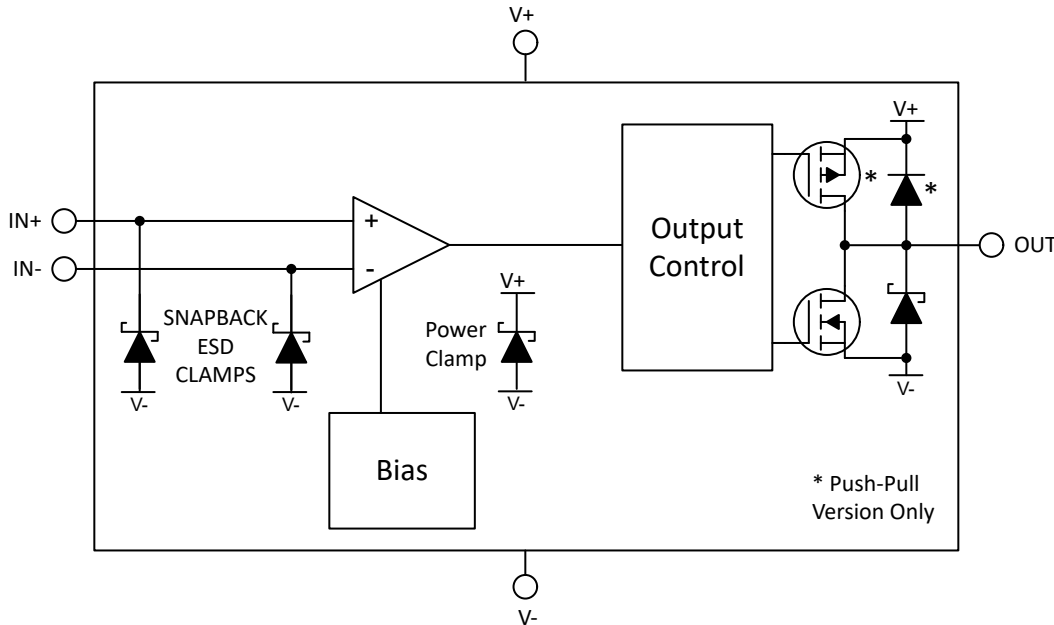 V+
V+
*
*
IN+
+
Output
Control
OUT
IN-
-
V+
SNAPBACK
ESD
CLAMPS
Power
Clamp
V-
V-
V-
V-
Bias
* Push-Pull
Version Only
V-